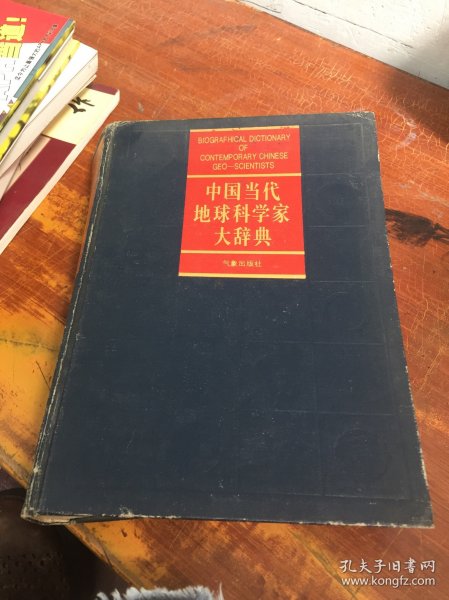 BIOGRAFHICAL DICTIONARY
OF
CONTEMPORARY CHINESE
GEO—SCIENTISTS
中国当代
地球科学家
大辞典
气象出版社
孔夫子旧书网
www.kongfz.com